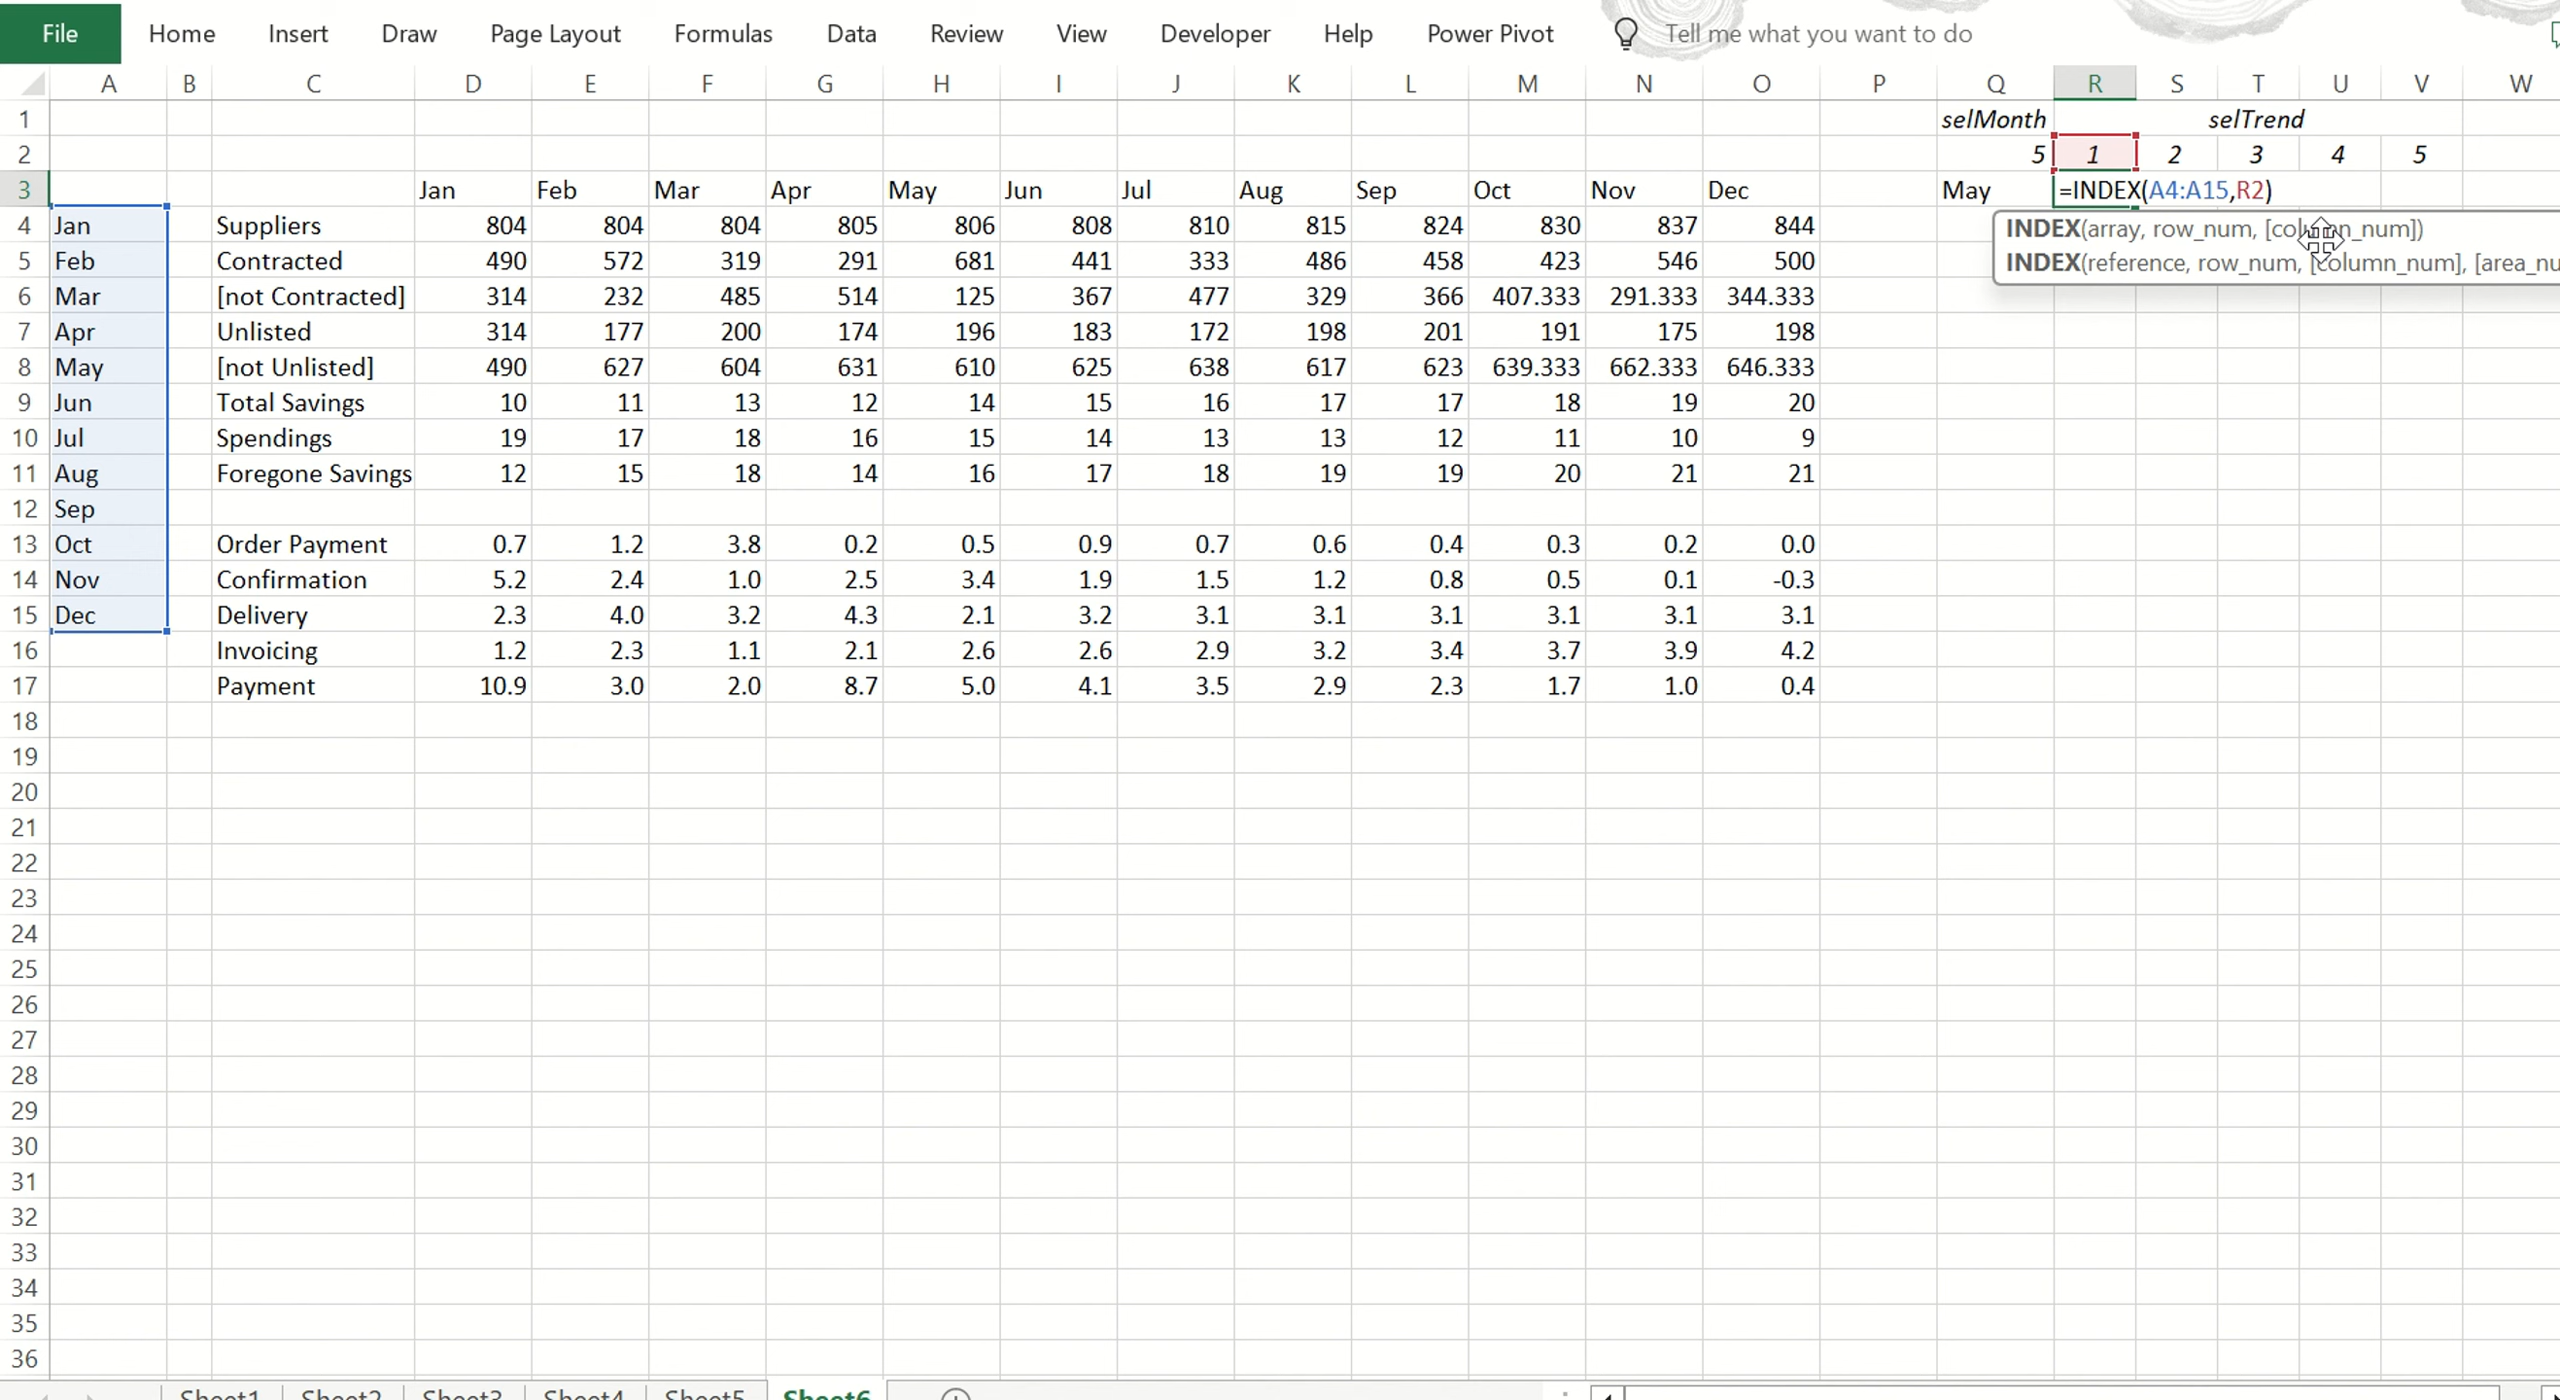 File Home Insert Draw Page Layout Formulas Data Review View Developer Help Power Pivot Tell me what you want to do
A B C D E F G H I J K L M N O P Q R S T U V W
1 selMonth selTrend
2 5 1 2 3 4 5
3 Jan Feb Mar Apr May Jun Jul Aug Sep Oct Nov Dec May =INDEX(A4:A15,R2)
4 Jan Suppliers 804 804 804 805 806 808 810 815 824 830 837 844
INDEX(array, row_num, [column_num])
5 Feb Contracted 490 572 319 291 681 441 333 486 458 423 546 500
INDEX(reference, row_num, [column_num], [area_nu
6 Mar [not Contracted] 314 232 485 514 125 367 477 329 366 407.333 291.333 344.333
7 Apr Unlisted 314 177 200 174 196 183 172 198 201 191 175 198
8 May [not Unlisted] 490 627 604 631 610 625 638 617 623 639.333 662.333 646.333
9 Jun Total Savings 10 11 13 12 14 15 16 17 17 18 19 20
10 Jul Spendings 19 17 18 16 15 14 13 13 12 11 10 9
11 Aug Foregone Savings 12 15 18 14 16 17 18 19 19 20 21 21
12 Sep
13 Oct Order Payment 0.7 1.2 3.8 0.2 0.5 0.9 0.7 0.6 0.4 0.3 0.2 0.0
14 Nov Confirmation 5.2 2.4 1.0 2.5 3.4 1.9 1.5 1.2 0.8 0.5 0.1 -0.3
15 Dec Delivery 2.3 4.0 3.2 4.3 2.1 3.2 3.1 3.1 3.1 3.1 3.1 3.1
16 Invoicing 1.2 2.3 1.1 2.1 2.6 2.6 2.9 3.2 3.4 3.7 3.9 4.2
17 Payment 10.9 3.0 2.0 8.7 5.0 4.1 3.5 2.9 2.3 1.7 1.0 0.4
18
19
20
21
22
23
24
25
26
27
28
29
30
31
32
33
34
35
36
Sheet1 Sheet2 Sheet3 Sheet4 Sheet5 Sheet6